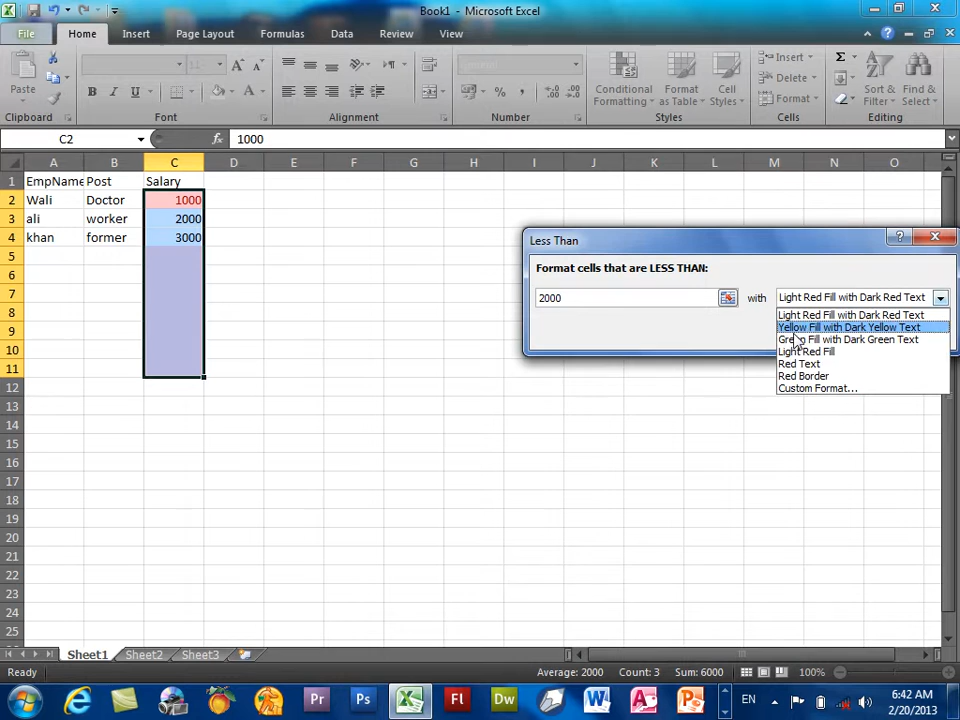 Book1 - Microsoft Excel
File Home Insert Page Layout Formulas Data Review View
Paste
Clipboard
11
B I U
Font
Alignment
General
%
Number
Conditional Formatting
Format as Table
Cell Styles
Styles
Insert
Delete
Format
Cells
Σ
Sort & Filter
Find & Select
Editing
C2 fx 1000
A B C D E F G H I J K L M N O
1 EmpName Post Salary
2 Wali Doctor 1000
3 ali worker 2000
4 khan former 3000
5
6
7
8
9
10
11
12
13
14
15
16
17
18
19
20
21
22
23
24
25
Less Than
Format cells that are LESS THAN:
2000 with Light Red Fill with Dark Red Text
Light Red Fill with Dark Red Text
Yellow Fill with Dark Yellow Text
Green Fill with Dark Green Text
Light Red Fill
Red Text
Red Border
Custom Format...
Sheet1 Sheet2 Sheet3
Ready Average: 2000 Count: 3 Sum: 6000 100%
Pr Ps Fl Dw EN 6:42 AM
2/20/2013